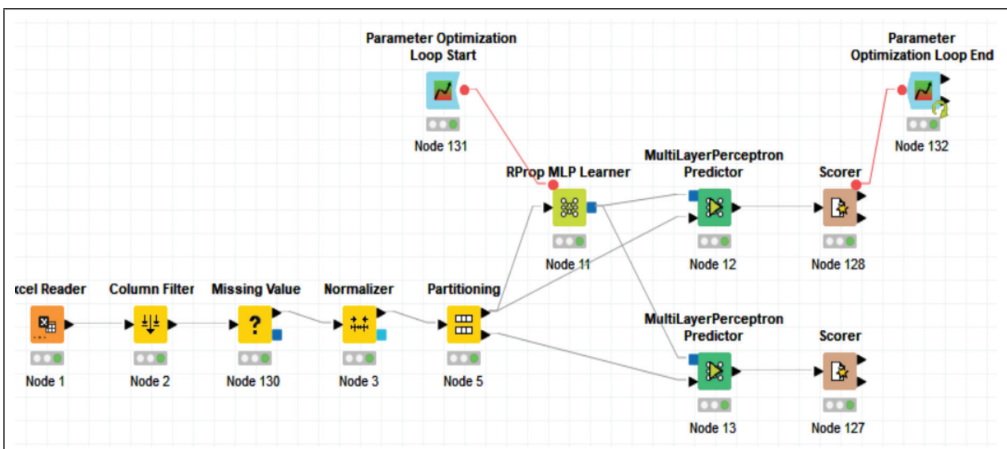 Parameter Optimization
Loop Start
Node 131
Parameter
Optimization Loop End
Node 132
RProp MLP Learner
Node 11
MultiLayerPerceptron
Predictor
Node 12
Scorer
Node 128
xcel Reader
Node 1
Column Filter
Node 2
Missing Value
?
Node 130
Normalizer
Node 3
Partitioning
Node 5
MultiLayerPerceptron
Predictor
Node 13
Scorer
Node 127